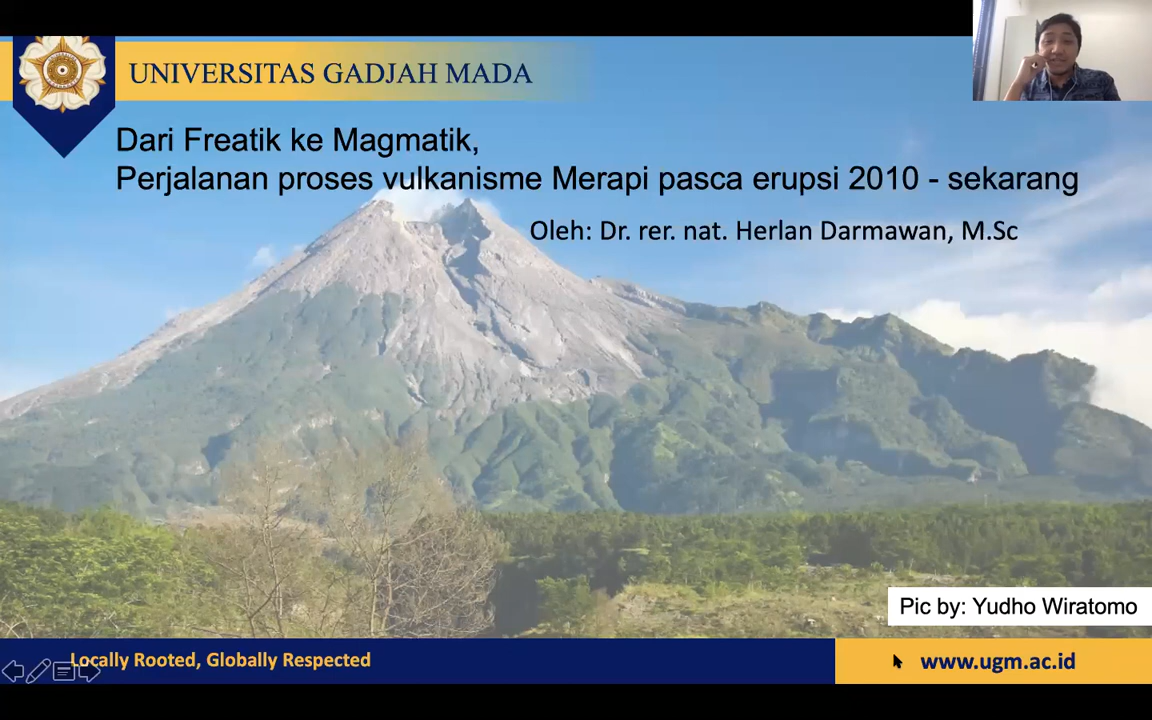 UNIVERSITAS GADJAH MADA
Dari Freatik ke Magmatik,
Perjalanan proses vulkanisme Merapi pasca erupsi 2010 - sekarang
Oleh: Dr. rer. nat. Herlan Darmawan, M.Sc
Pic by: Yudho Wiratomo
Locally Rooted, Globally Respected
www.ugm.ac.id